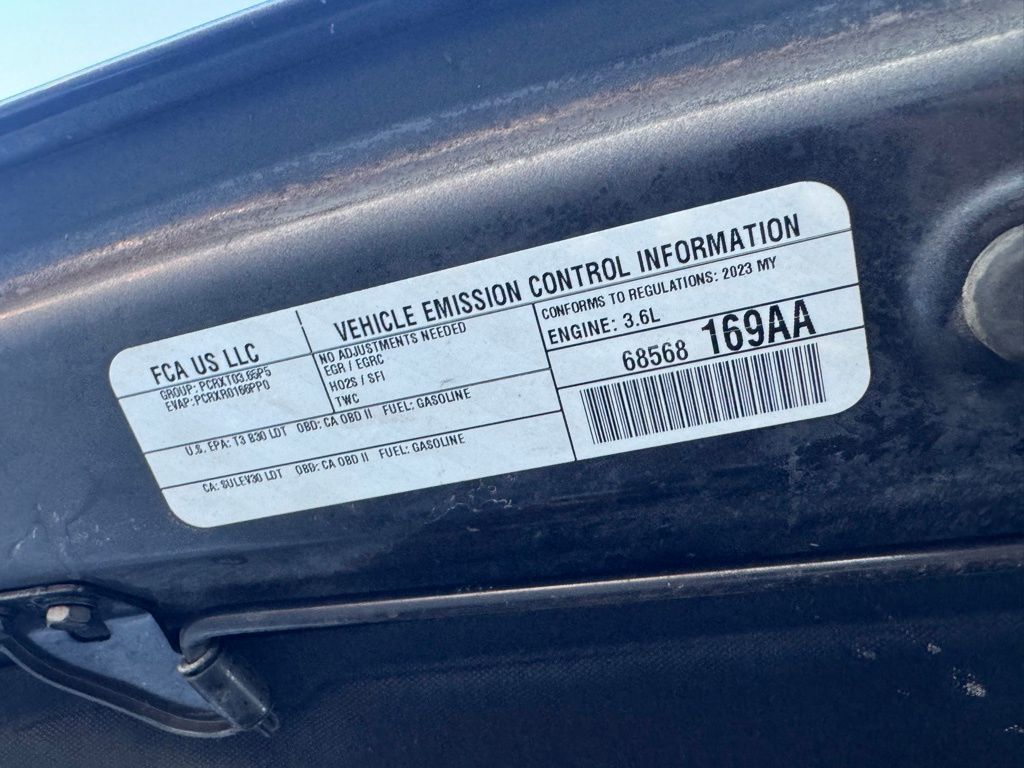 FCA US LLC
GROUP: PCRXT03.65P5
EVAP: PCRXR0166PP0
VEHICLE EMISSION CONTROL INFORMATION
NO ADJUSTMENTS NEEDED
EGR / EGRC
HO2S / SFI
TWC
CONFORMS TO REGULATIONS: 2023 MY
ENGINE: 3.6L
68568 169AA
U.S. EPA: T3 B30 LDT OBD: CA OBD II FUEL: GASOLINE
CA: SULEV30 LDT OBD: CA OBD II FUEL: GASOLINE